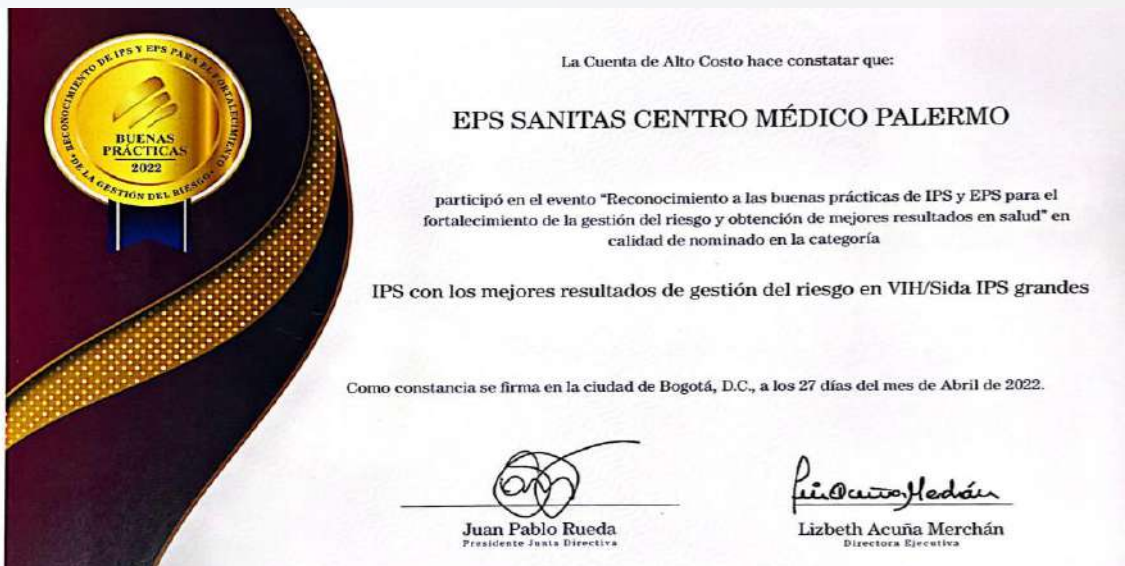 RECONOCIMIENTO DE IPS Y EPS PARA EL FORTALECIMIENTO
BUENAS
PRÁCTICAS
2022
*DE LA GESTIÓN DEL RIESGO*
La Cuenta de Alto Costo hace constatar que:
EPS SANITAS CENTRO MÉDICO PALERMO
participó en el evento "Reconocimiento a las buenas prácticas de IPS y EPS para el
fortalecimiento de la gestión del riesgo y obtención de mejores resultados en salud" en
calidad de nominado en la categoría
IPS con los mejores resultados de gestión del riesgo en VIH/Sida IPS grandes
Como constancia se firma en la ciudad de Bogotá, D.C., a los 27 días del mes de Abril de 2022.
Juan Pablo Rueda
Presidente Junta Directiva
Lizbeth Acuña Merchán
Directora Ejecutiva